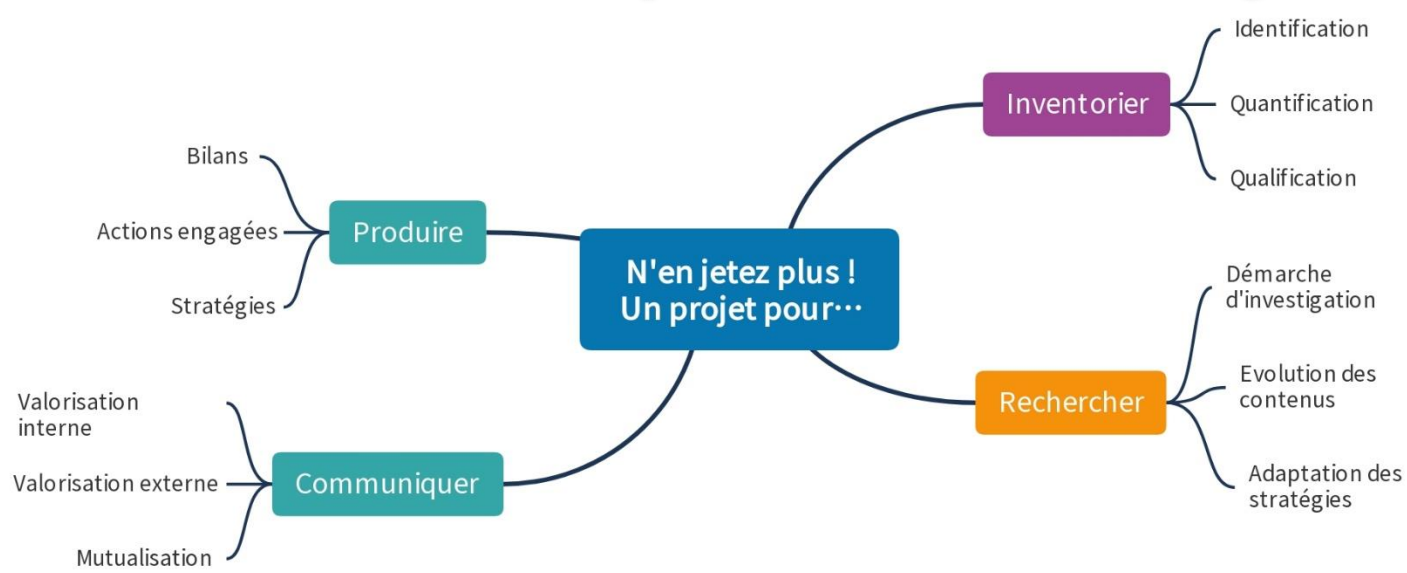 N'en jetez plus !
Un projet pour…
Inventorier
Identification
Quantification
Qualification
Rechercher
Démarche
d'investigation
Evolution des
contenus
Adaptation des
stratégies
Produire
Bilans
Actions engagées
Stratégies
Communiquer
Valorisation
interne
Valorisation externe
Mutualisation